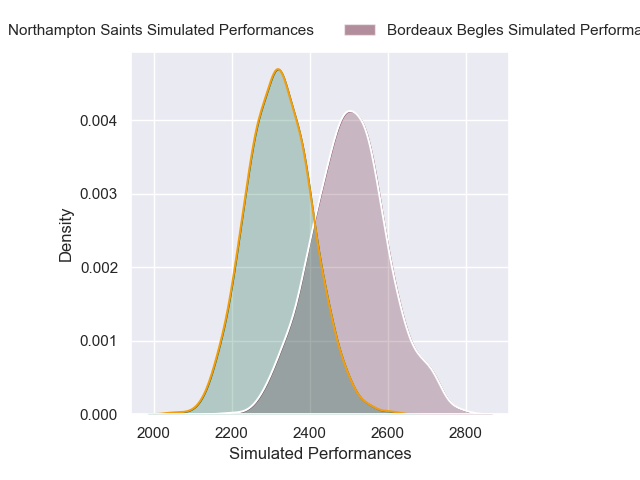 Northampton Saints Simulated Performances
Bordeaux Begles Simulated Performa
0.004
0.003
0.002
0.001
0.000
Density
2000 2200 2400 2600 2800
Simulated Performances